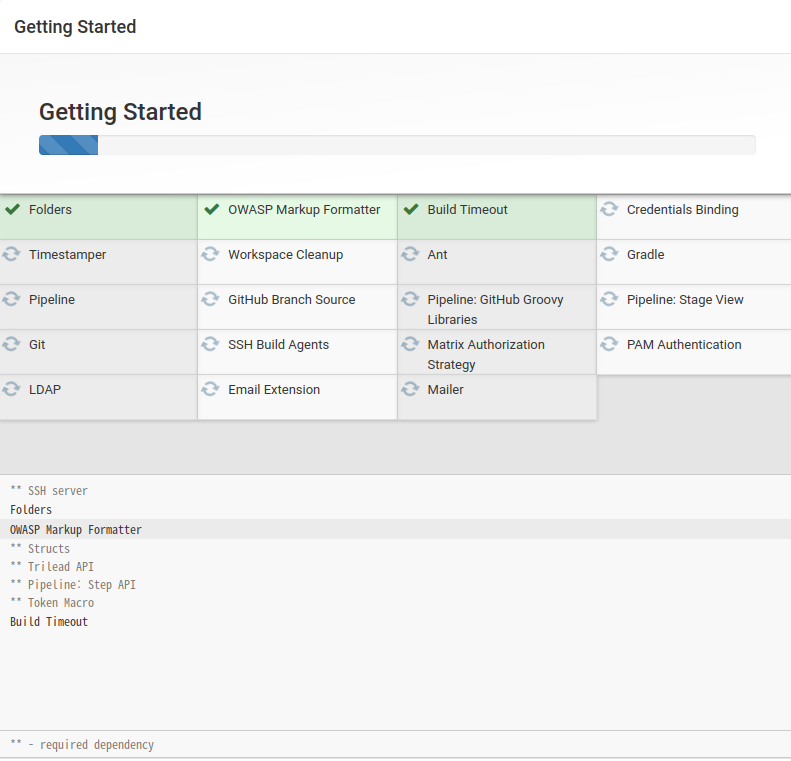 Getting Started
Getting Started
Folders
OWASP Markup Formatter
Build Timeout
Credentials Binding
Timestamper
Workspace Cleanup
Ant
Gradle
Pipeline
GitHub Branch Source
Pipeline: GitHub Groovy
Libraries
Pipeline: Stage View
Git
SSH Build Agents
Matrix Authorization
Strategy
PAM Authentication
LDAP
Email Extension
Mailer
** SSH server
Folders
OWASP Markup Formatter
** Structs
** Trilead API
** Pipeline: Step API
** Token Macro
Build Timeout
** - required dependency